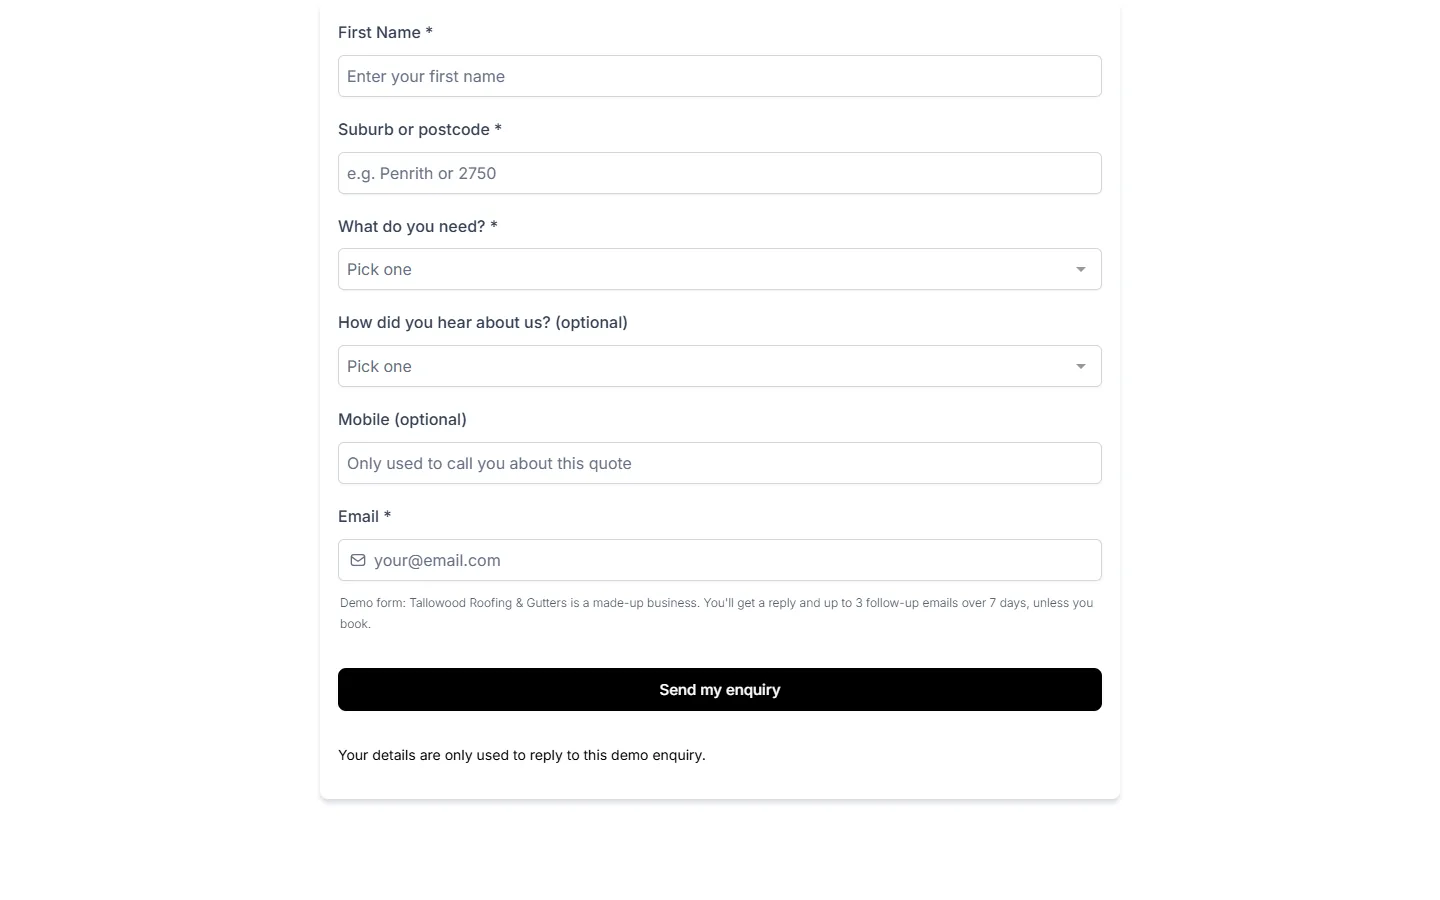 First Name *
Enter your first name
Suburb or postcode *
e.g. Penrith or 2750
What do you need? *
Pick one
How did you hear about us? (optional)
Pick one
Mobile (optional)
Only used to call you about this quote
Email *
your@email.com
Demo form: Tallowood Roofing & Gutters is a made-up business. You'll get a reply and up to 3 follow-up emails over 7 days, unless you
book.
Send my enquiry
Your details are only used to reply to this demo enquiry.